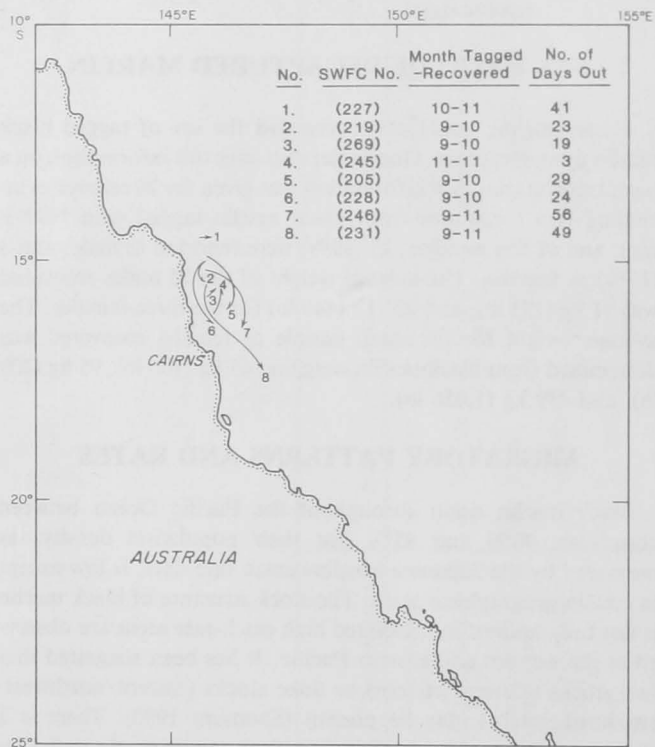 10°
S
145°E
150°E
155°E
No. SWFC No. Month Tagged -Recovered No. of Days Out
1. (227) 10-11 41
2. (219) 9-10 23
3. (269) 9-10 19
4. (245) 11-11 3
5. (205) 9-10 29
6. (228) 9-10 24
7. (246) 9-11 56
8. (231) 9-11 49
1
15°
2
4
3
5
6
7
CAIRNS
8
20°
AUSTRALIA
25°